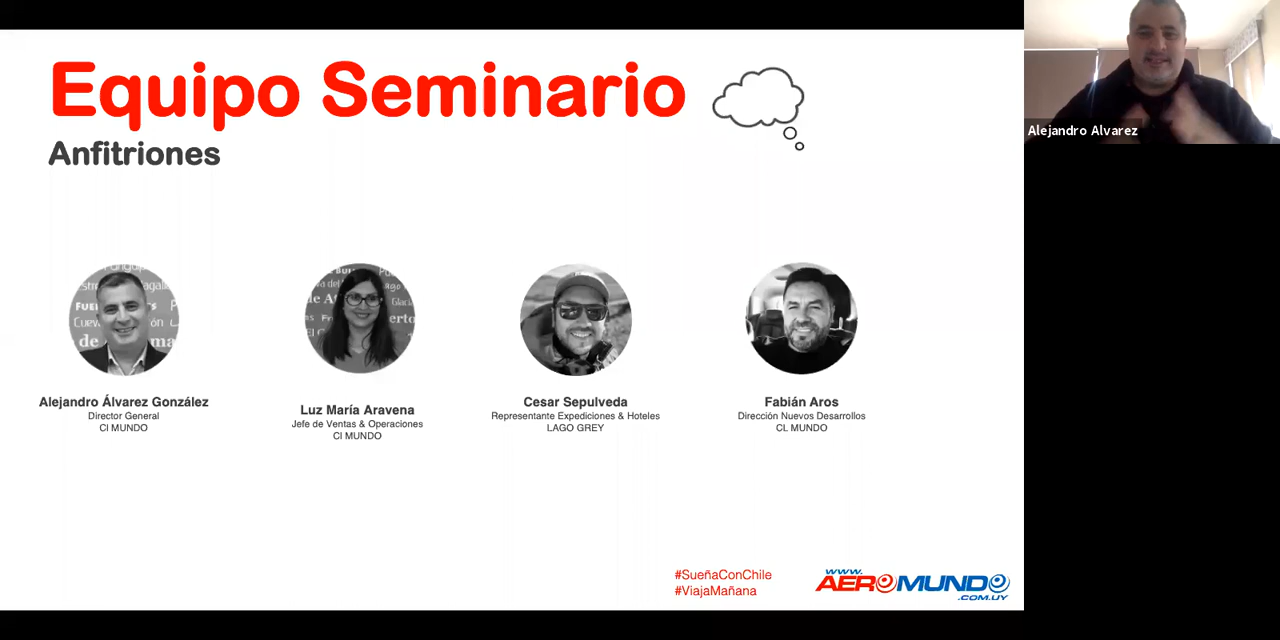 Equipo Seminario
Anfitriones
Alejandro Álvarez González
Director General
CI MUNDO
Luz María Aravena
Jefe de Ventas & Operaciones
CI MUNDO
Cesar Sepulveda
Representante Expediciones & Hoteles
LAGO GREY
Fabián Aros
Dirección Nuevos Desarrollos
CL MUNDO
#SueñaConChile
#ViajaMañana
WWW.
AEROMUNDO
.COM.UY
Alejandro Alvarez